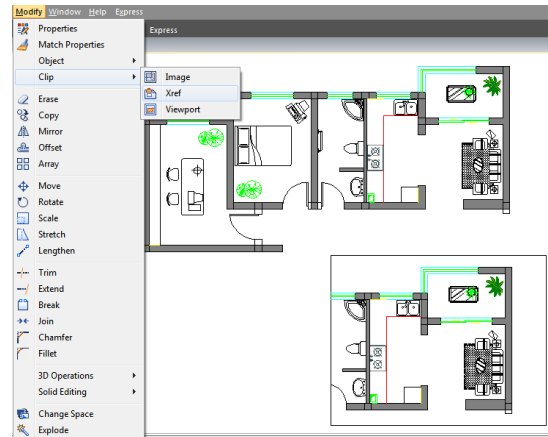 Modify Window Help Express
Properties
Express
Match Properties
Object
Clip
Image
Xref
Viewport
Erase
Copy
Mirror
Offset
Array
Move
Rotate
Scale
Stretch
Lengthen
Trim
Extend
Break
Join
Chamfer
Fillet
3D Operations
Solid Editing
Change Space
Explode